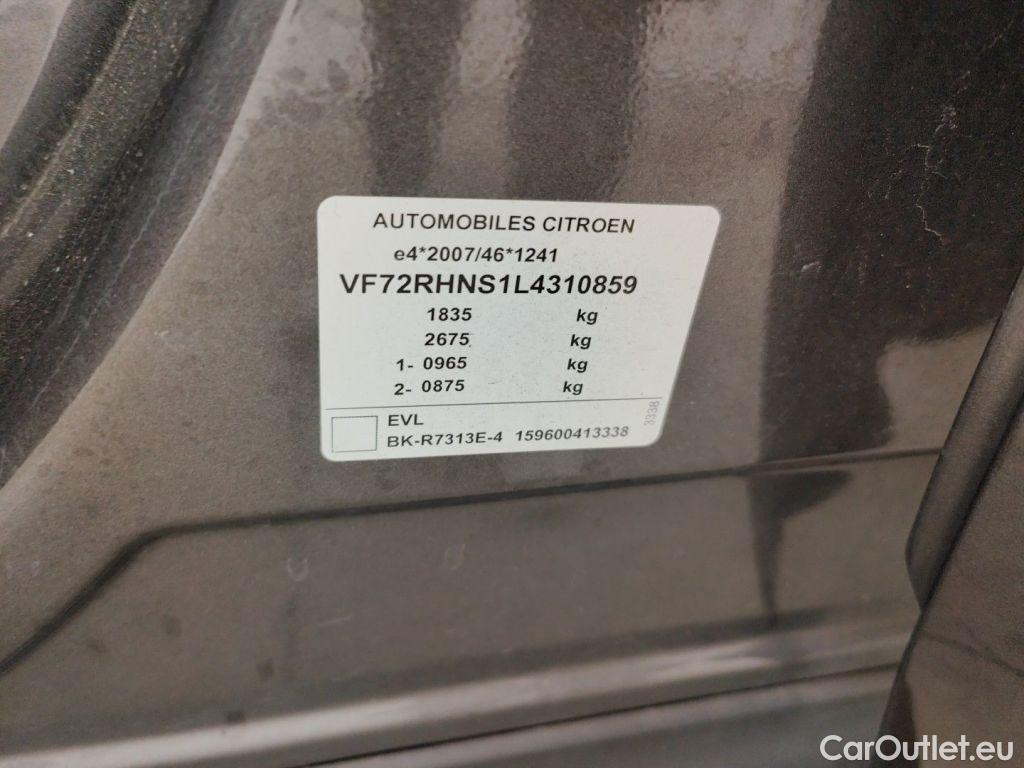 AUTOMOBILES CITROEN
e4*2007/46*1241
VF72RHNS1L4310859
1835 kg
2675 kg
1- 0965 kg
2- 0875 kg
EVL
BK-R7313E-4 159600413338
3338
CarOutlet.eu